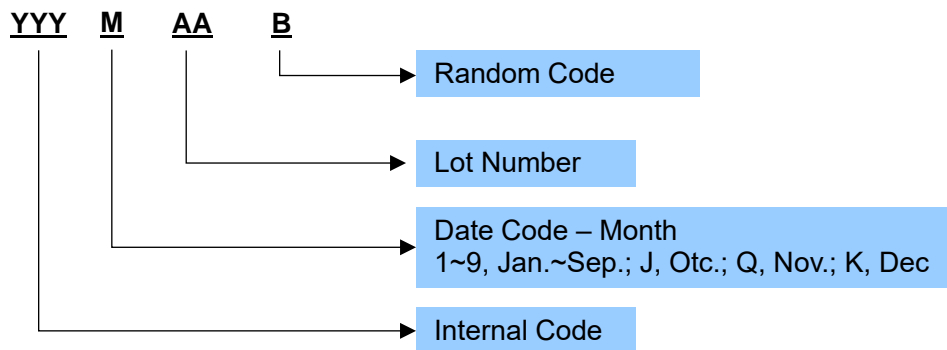 YYY M AA B
Random Code
Lot Number
Date Code – Month
1~9, Jan.~Sep.; J, Otc.; Q, Nov.; K, Dec
Internal Code